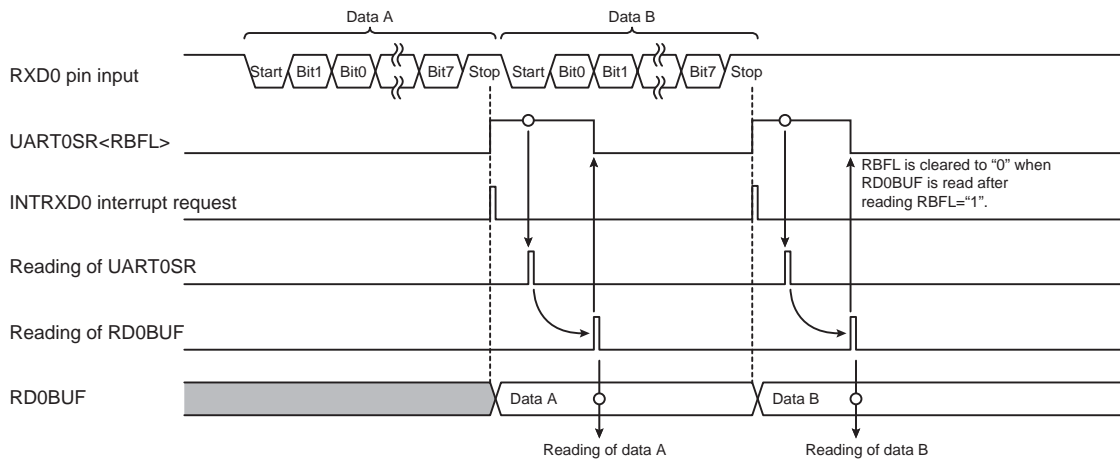 Data A Data B
RXD0 pin input Start Bit1 Bit0 Bit7 Stop Start Bit0 Bit1 Bit7 Stop
UART0SR<RBFL>
RBFL is cleared to “0” when
RD0BUF is read after
reading RBFL=“1”.
INTRXD0 interrupt request
Reading of UART0SR
Reading of RD0BUF
RD0BUF Data A Data B
Reading of data A Reading of data B